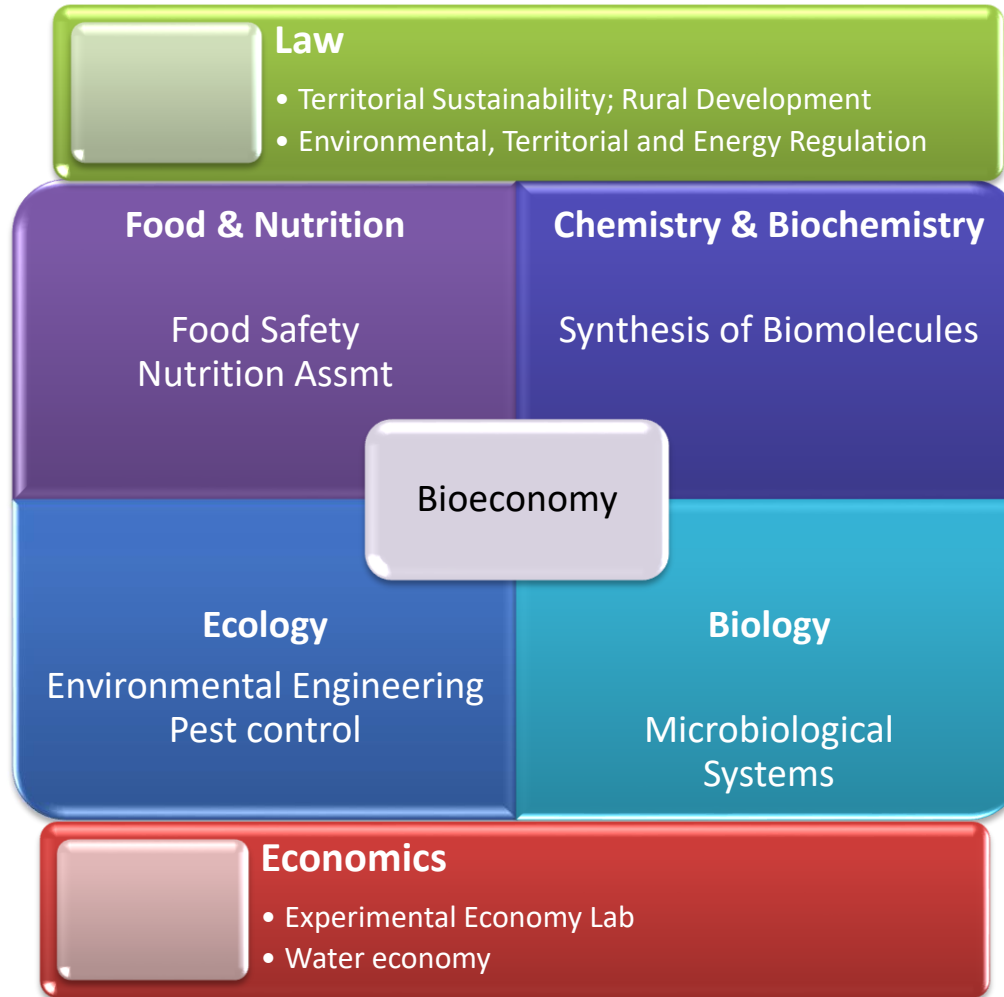 Law
• Territorial Sustainability; Rural Development
• Environmental, Territorial and Energy Regulation
Food & Nutrition
Food Safety
Nutrition Assmt
Chemistry & Biochemistry
Synthesis of Biomolecules
Bioeconomy
Ecology
Environmental Engineering
Pest control
Biology
Microbiological
Systems
Economics
• Experimental Economy Lab
• Water economy